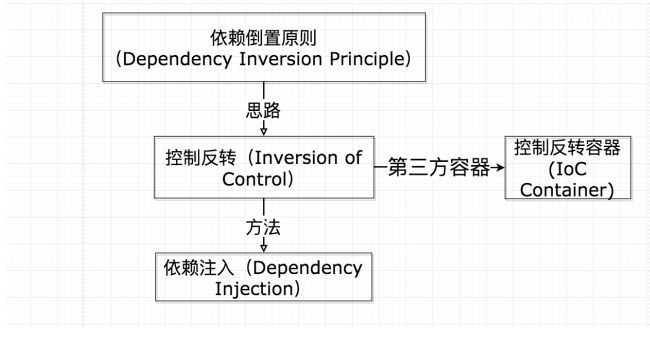 依赖倒置原则
（Dependency Inversion Principle）
思路
控制反转（Inversion of
Control）
第三方容器
控制反转容器
(IoC
Container)
方法
依赖注入（Dependency
Injection）